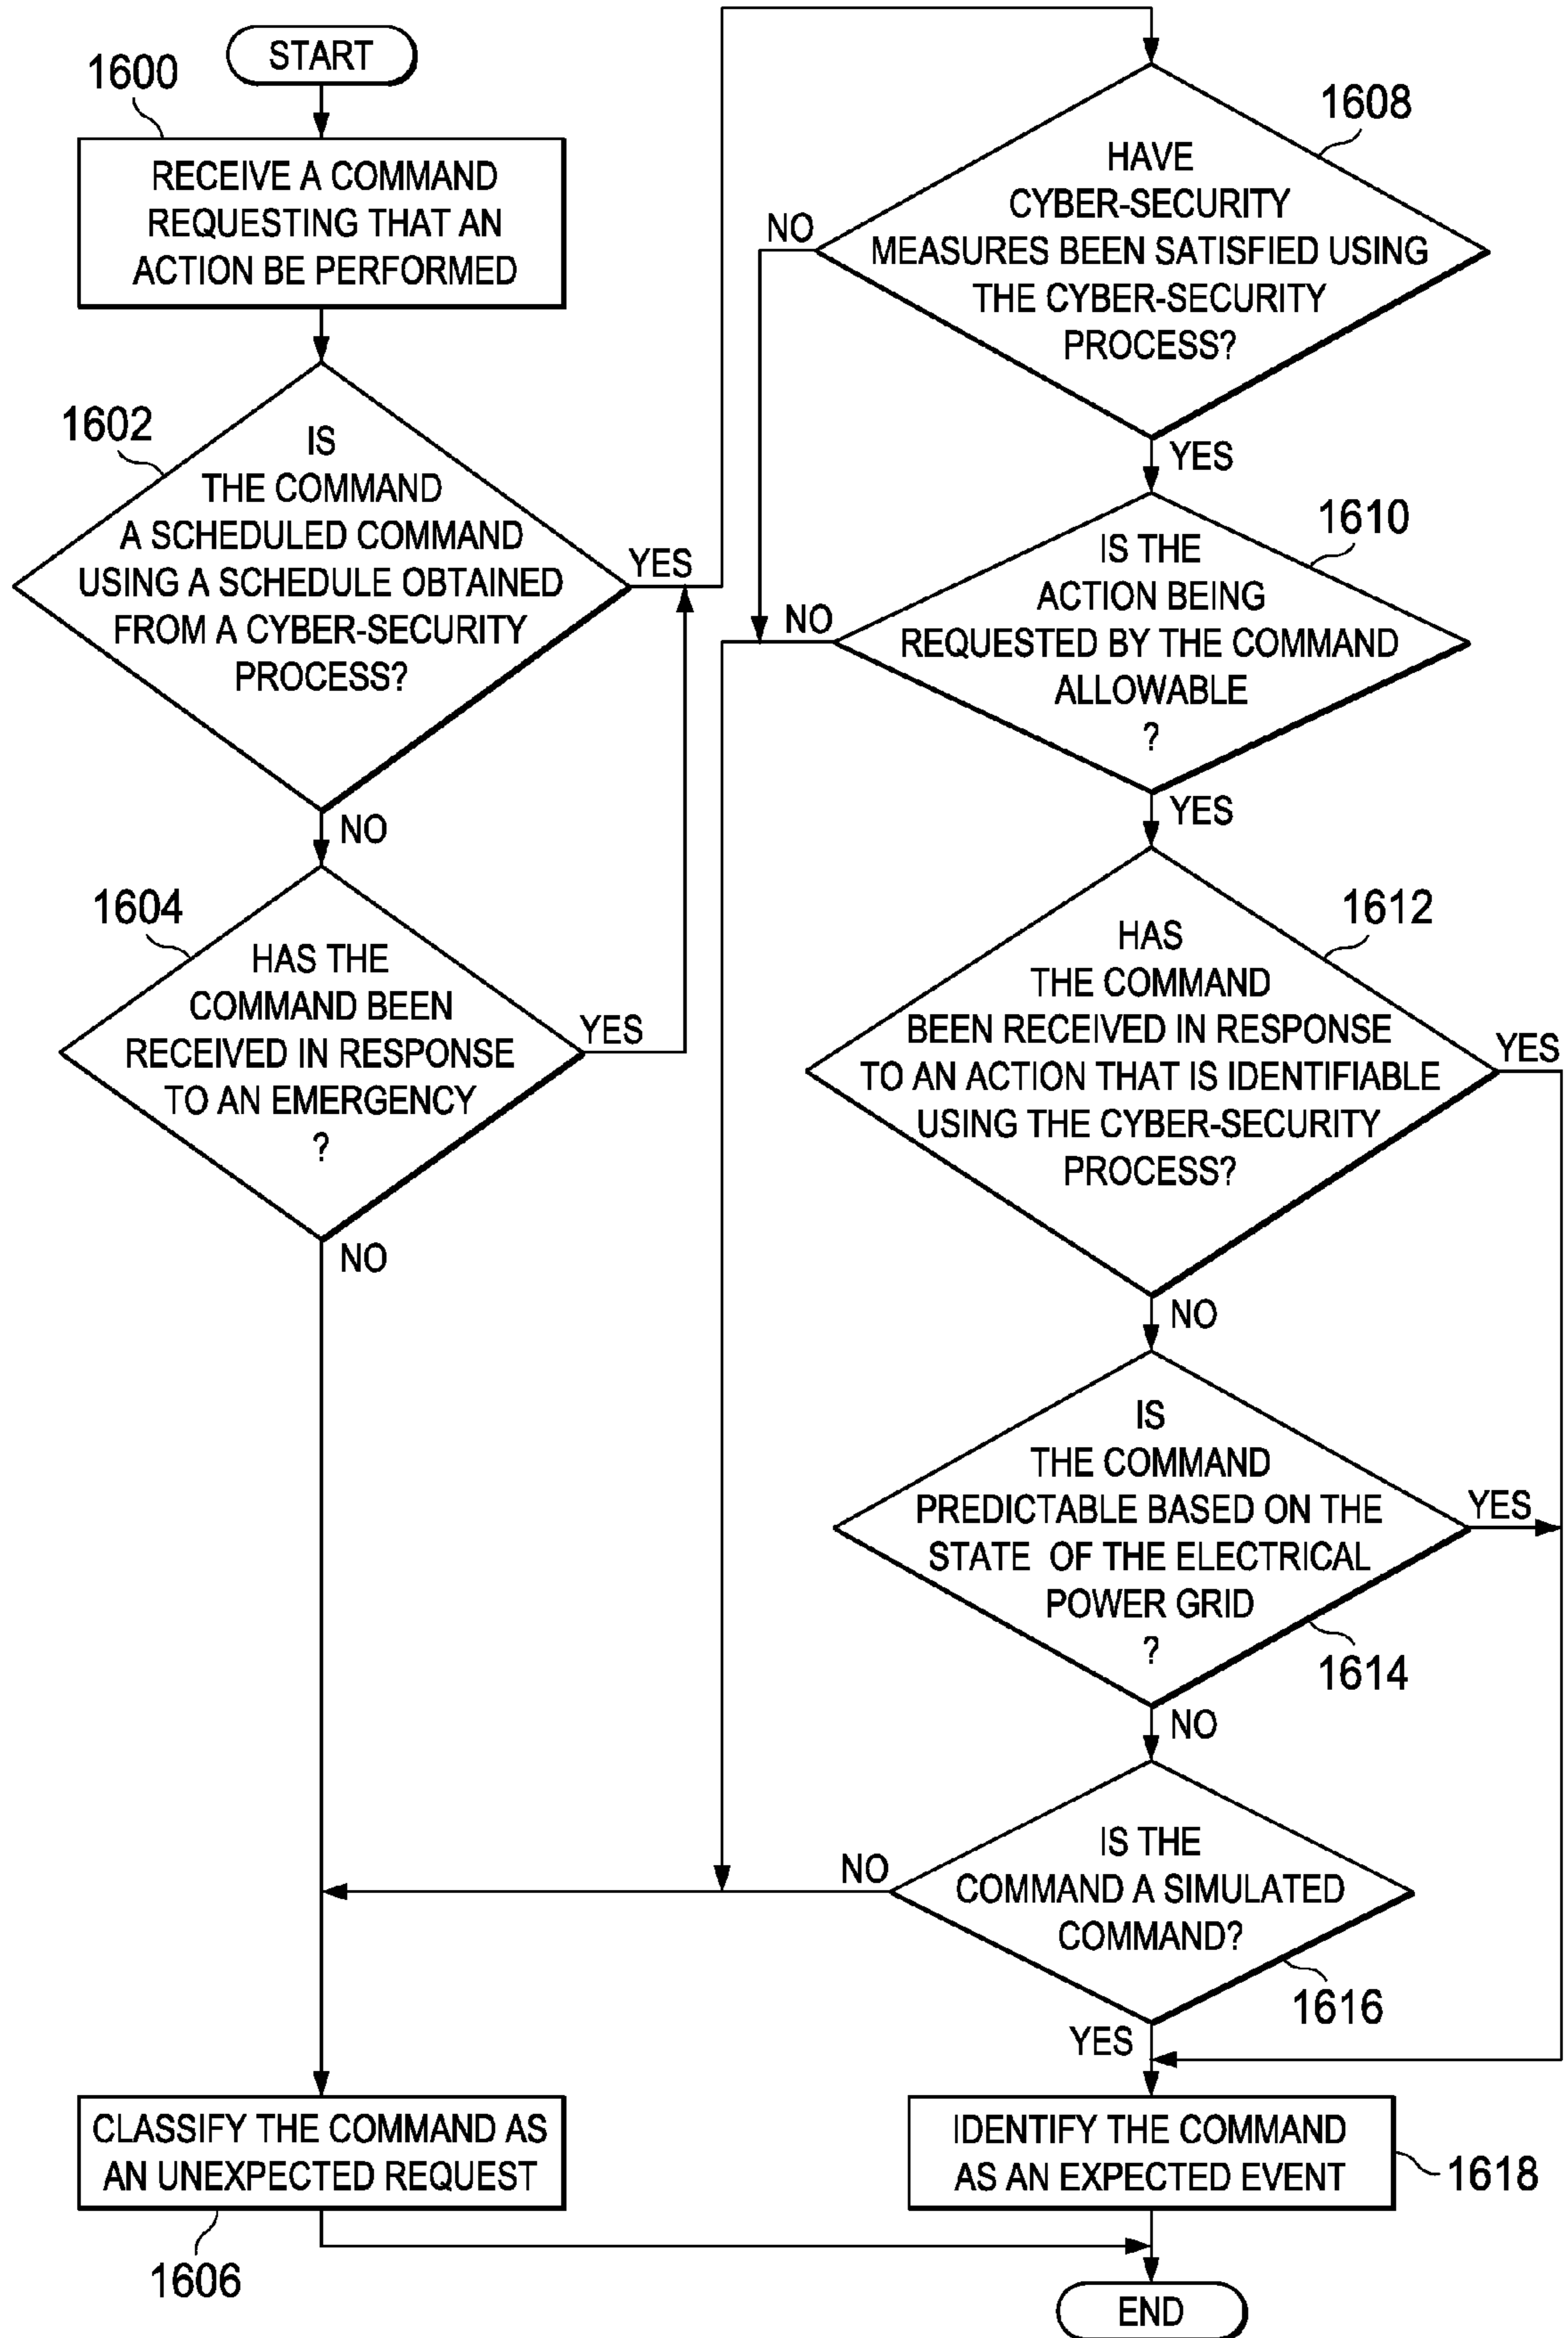 START
1600
RECEIVE A COMMAND
REQUESTING THAT AN
ACTION BE PERFORMED
1602
IS
THE COMMAND
A SCHEDULED COMMAND
USING A SCHEDULE OBTAINED
FROM A CYBER-SECURITY
PROCESS?
YES
NO
1604
HAS THE
COMMAND BEEN
RECEIVED IN RESPONSE
TO AN EMERGENCY
?
YES
NO
CLASSIFY THE COMMAND AS
AN UNEXPECTED REQUEST
1606
1608
HAVE
CYBER-SECURITY
MEASURES BEEN SATISFIED USING
THE CYBER-SECURITY
PROCESS?
NO
YES
1610
IS THE
ACTION BEING
REQUESTED BY THE COMMAND
ALLOWABLE
?
NO
YES
1612
HAS
THE COMMAND
BEEN RECEIVED IN RESPONSE
TO AN ACTION THAT IS IDENTIFIABLE
USING THE CYBER-SECURITY
PROCESS?
YES
NO
IS
THE COMMAND
PREDICTABLE BASED ON THE
STATE OF THE ELECTRICAL
POWER GRID
?
YES
1614
NO
IS THE
COMMAND A SIMULATED
COMMAND?
NO
1616
YES
IDENTIFY THE COMMAND
AS AN EXPECTED EVENT
1618
END